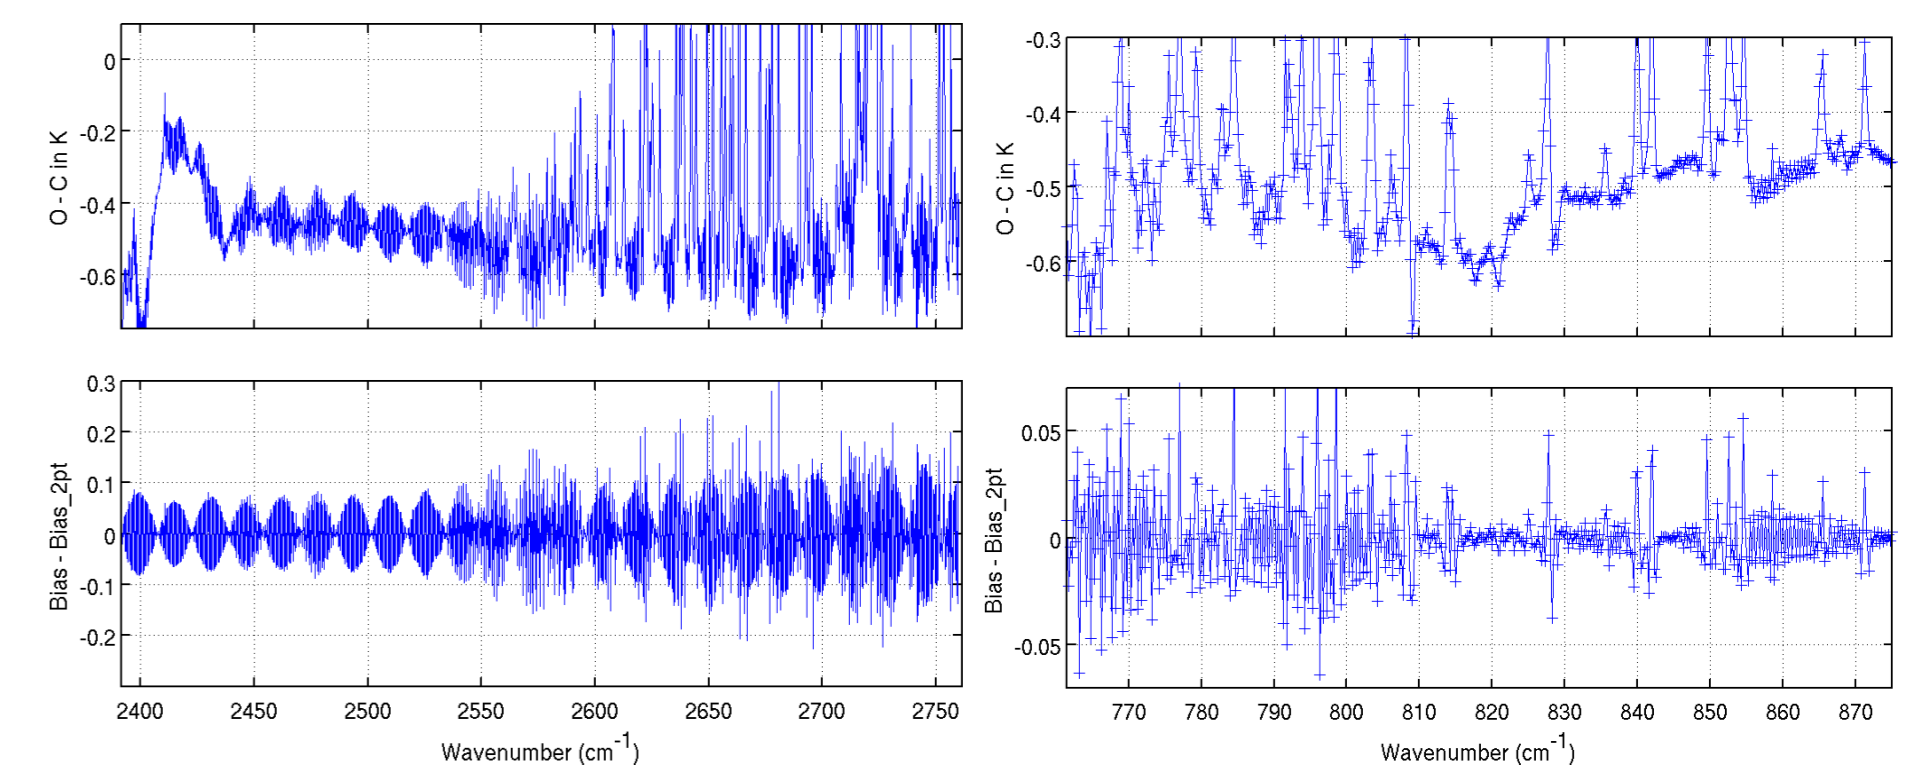 O - C in K
0
-0.2
-0.4
-0.6
Bias - Bias_2pt
0.3
0.2
0.1
0
-0.1
-0.2
2400 2450 2500 2550 2600 2650 2700 2750
Wavenumber (cm-1)
O - C in K
-0.3
-0.4
-0.5
-0.6
Bias - Bias_2pt
0.05
0
-0.05
770 780 790 800 810 820 830 840 850 860 870
Wavenumber (cm-1)